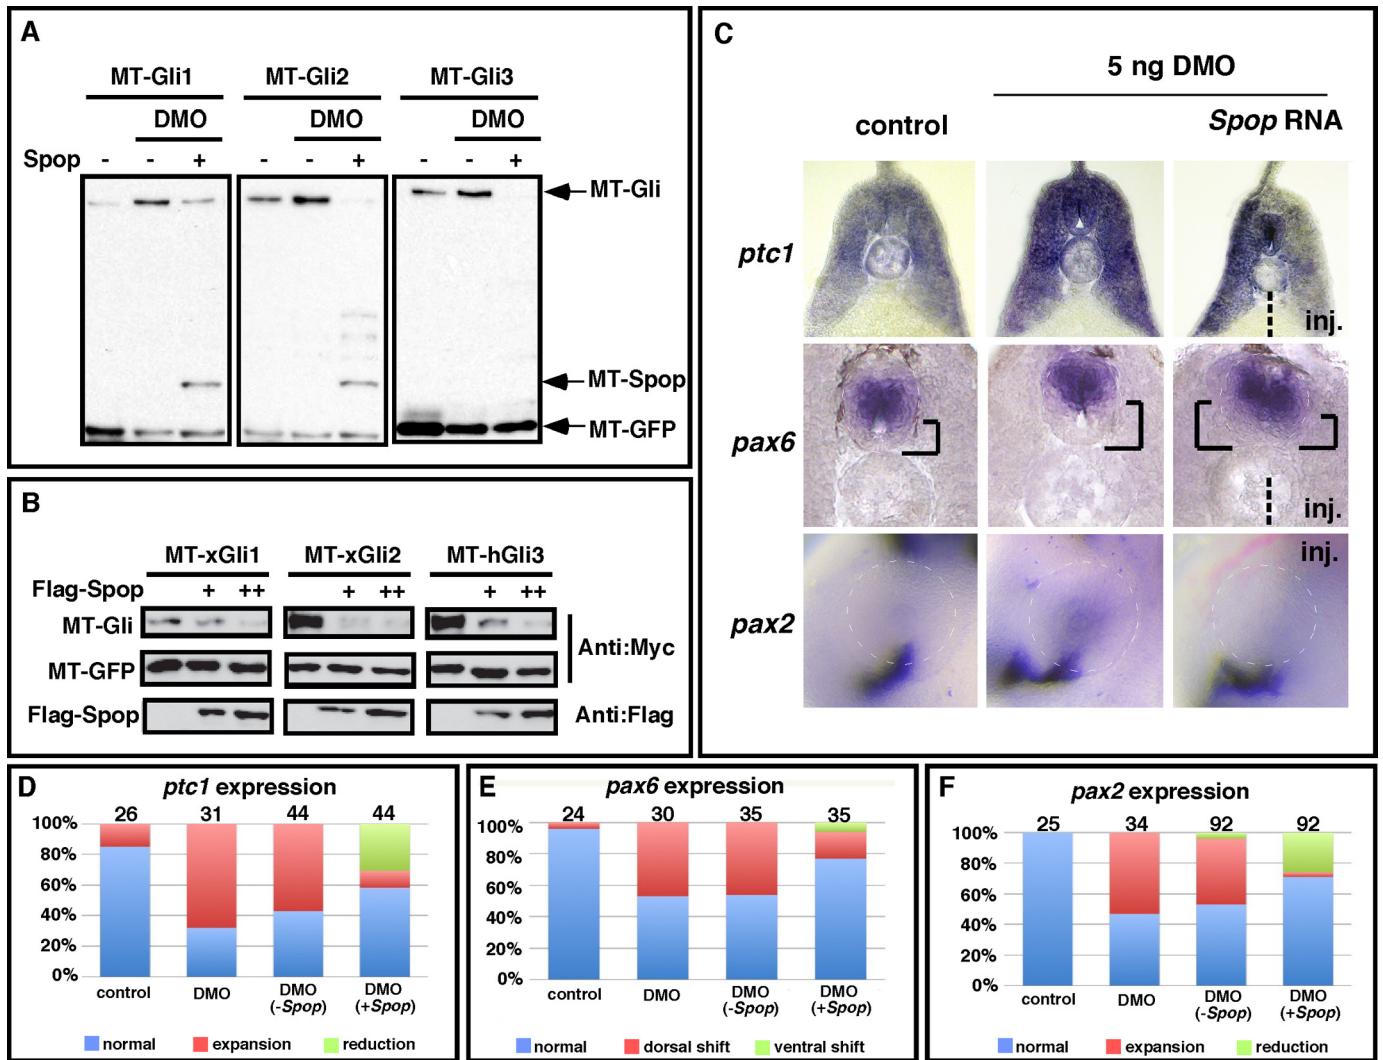 A
MT-Gli1 MT-Gli2 MT-Gli3
DMO DMO DMO
Spop - - + - - + - - +
MT-Gli
MT-Spop
MT-GFP
B
MT-xGli1 MT-xGli2 MT-hGli3
Flag-Spop + ++ + ++ + ++
MT-Gli
MT-GFP
Anti:Myc
Flag-Spop
Anti:Flag
C
5 ng DMO
control Spop RNA
ptc1
inj.
pax6
inj.
pax2
inj.
D ptc1 expression
26 31 44 44
100%
80%
60%
40%
20%
0%
control DMO DMO (-Spop) DMO (+Spop)
normal expansion reduction
E pax6 expression
24 30 35 35
100%
80%
60%
40%
20%
0%
control DMO DMO (-Spop) DMO (+Spop)
normal dorsal shift ventral shift
F pax2 expression
25 34 92 92
100%
80%
60%
40%
20%
0%
control DMO DMO (-Spop) DMO (+Spop)
normal expansion reduction